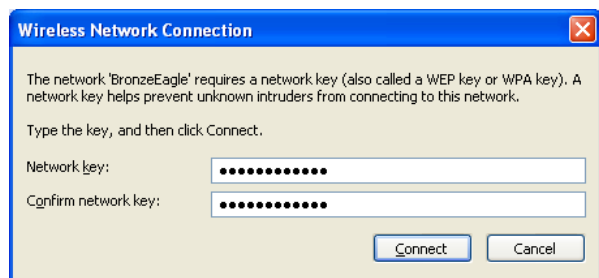 Wireless Network Connection
The network 'BronzeEagle' requires a network key (also called a WEP key or WPA key). A
network key helps prevent unknown intruders from connecting to this network.
Type the key, and then click Connect.
Network key: ●●●●●●●●●●●●
Confirm network key: ●●●●●●●●●●●●
Connect Cancel